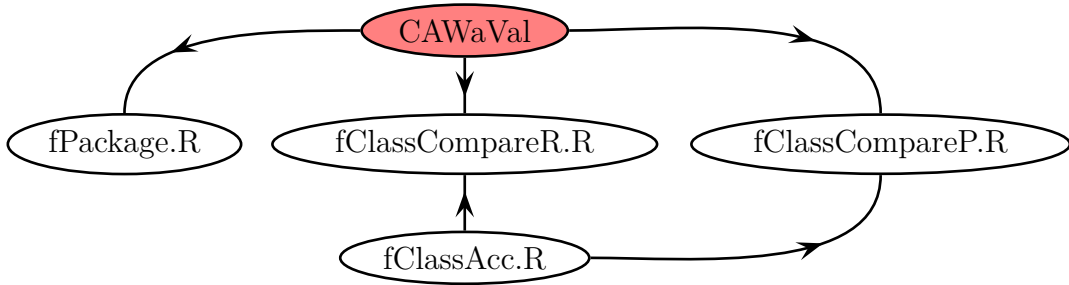 CAWaVal
fPackage.R
fClassCompareR.R
fClassCompareP.R
fClassAcc.R